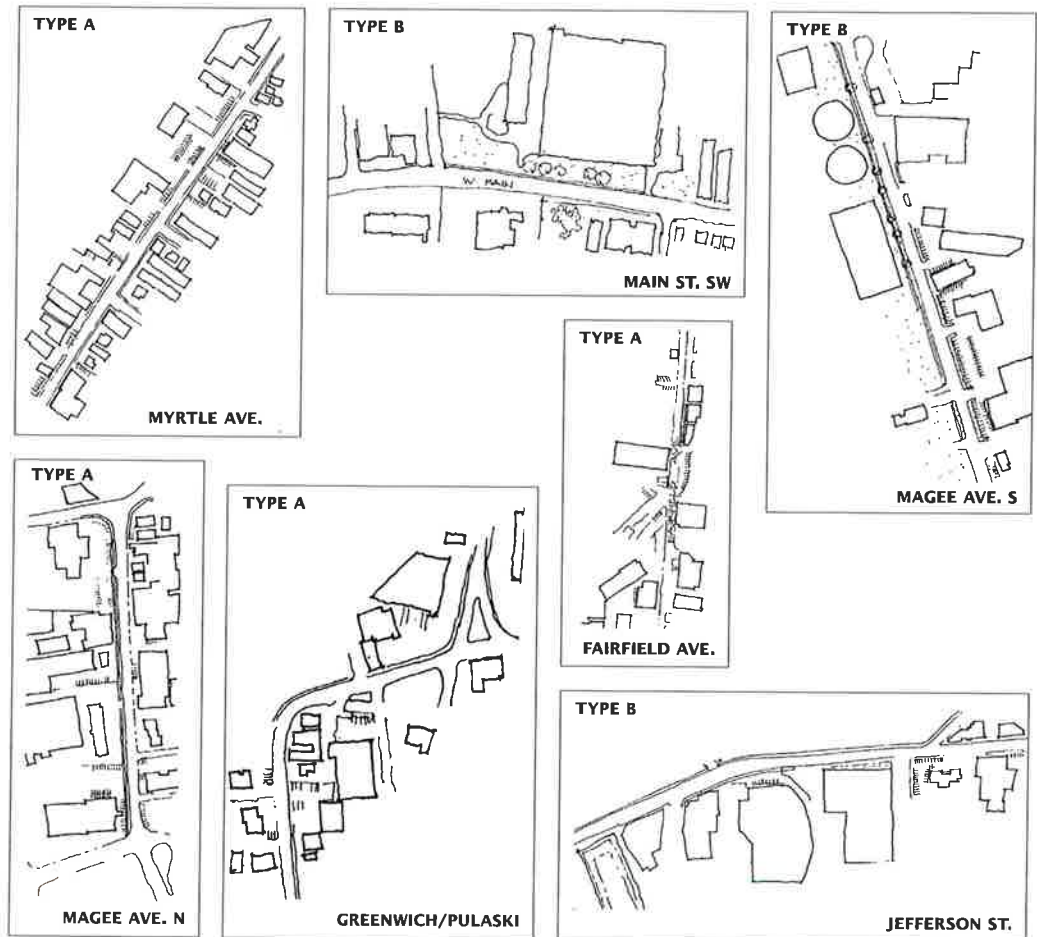 TYPE A
MYRTLE AVE.
TYPE B
W. MAIN
MAIN ST. SW
TYPE B
MAGEE AVE. S
TYPE A
FAIRFIELD AVE.
TYPE A
MAGEE AVE. N
TYPE A
GREENWICH/PULASKI
TYPE B
JEFFERSON ST.